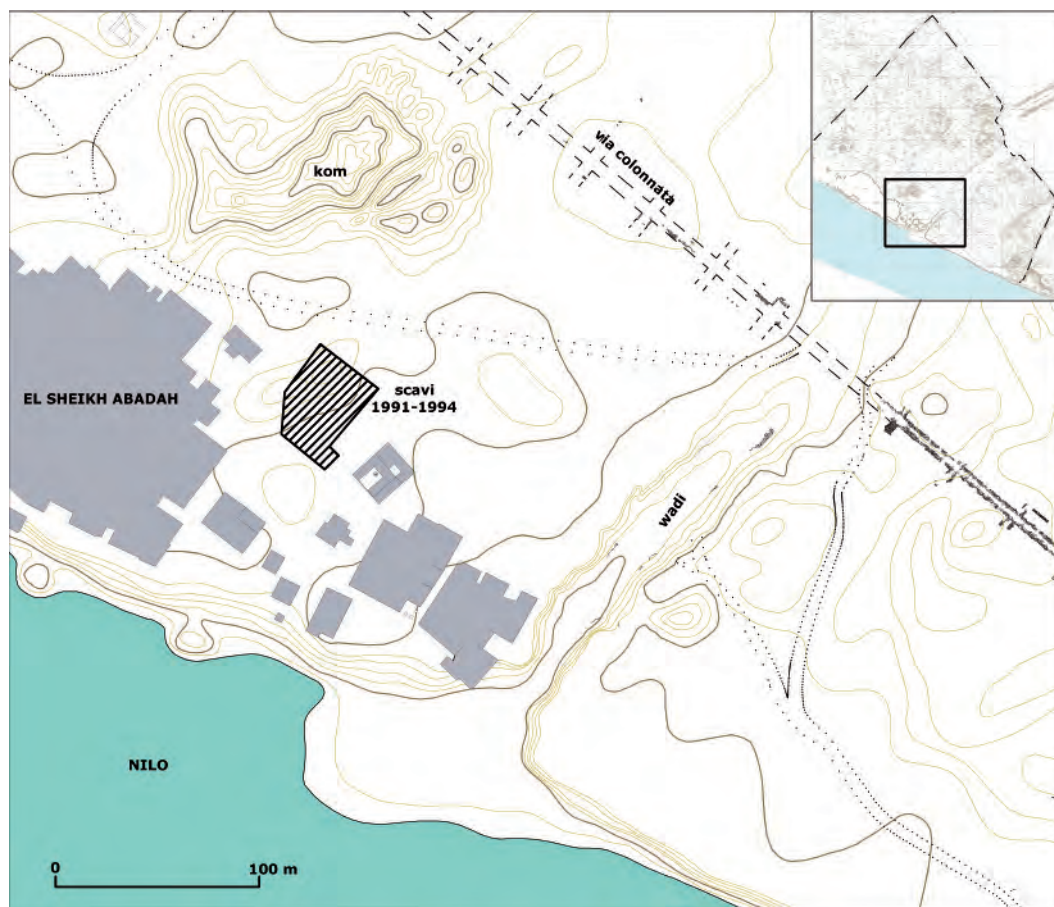 via colonnata
kom
EL SHEIKH ABADAH
scavi
1991-1994
wadi
NILO
0
100 m